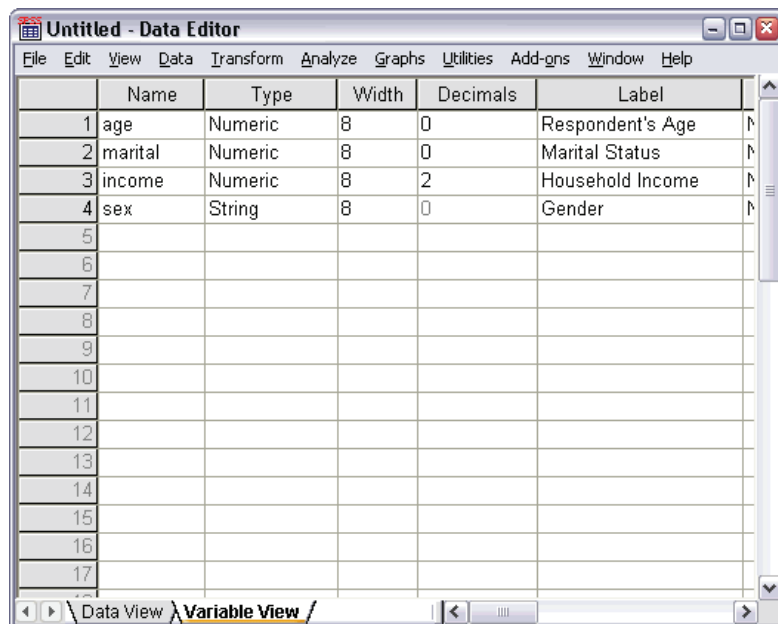 Untitled - Data Editor
File Edit View Data Transform Analyze Graphs Utilities Add-ons Window Help
Name Type Width Decimals Label
1 age Numeric 8 0 Respondent's Age
2 marital Numeric 8 0 Marital Status
3 income Numeric 8 2 Household Income
4 sex String 8 0 Gender
5
6
7
8
9
10
11
12
13
14
15
16
17
Data View Variable View